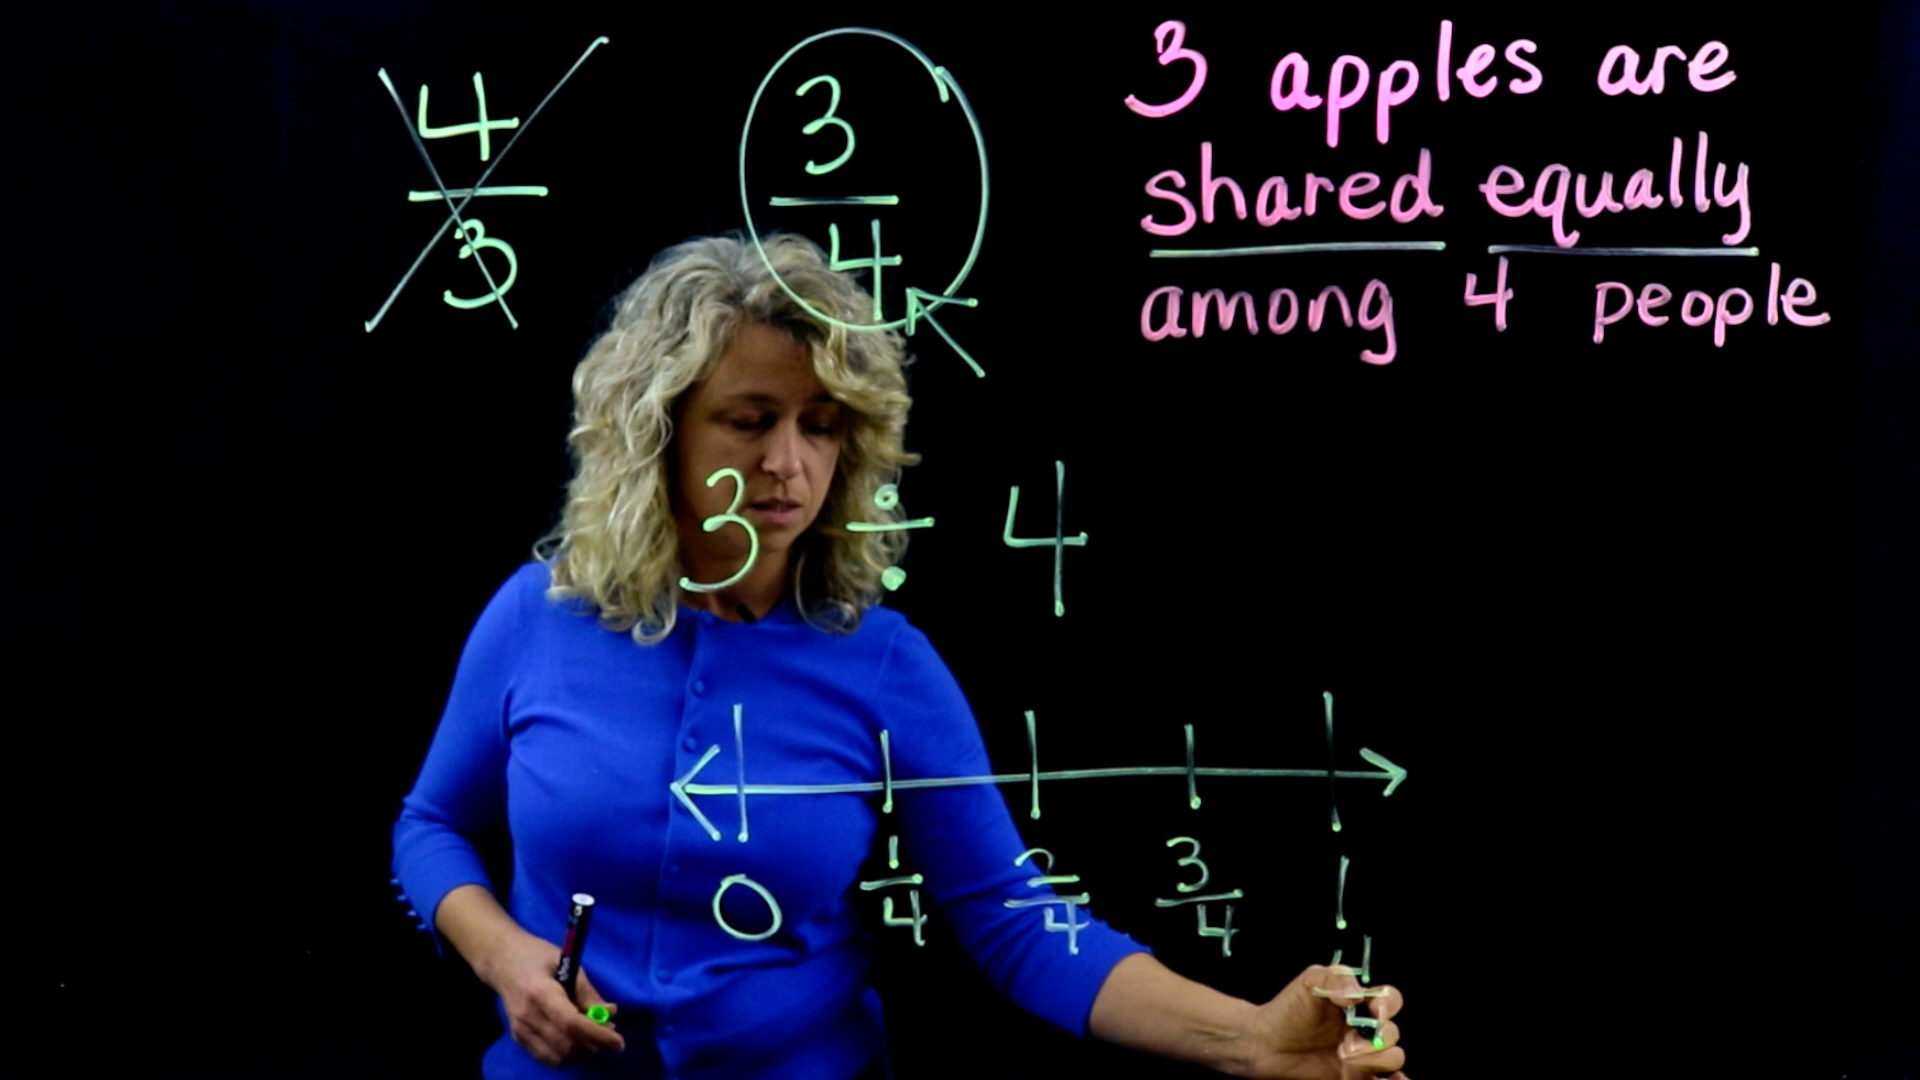 4/3
3/4
3 apples are
shared equally
among 4 people
3 ÷ 4
0 1/4 2/4 3/4 1
4/4